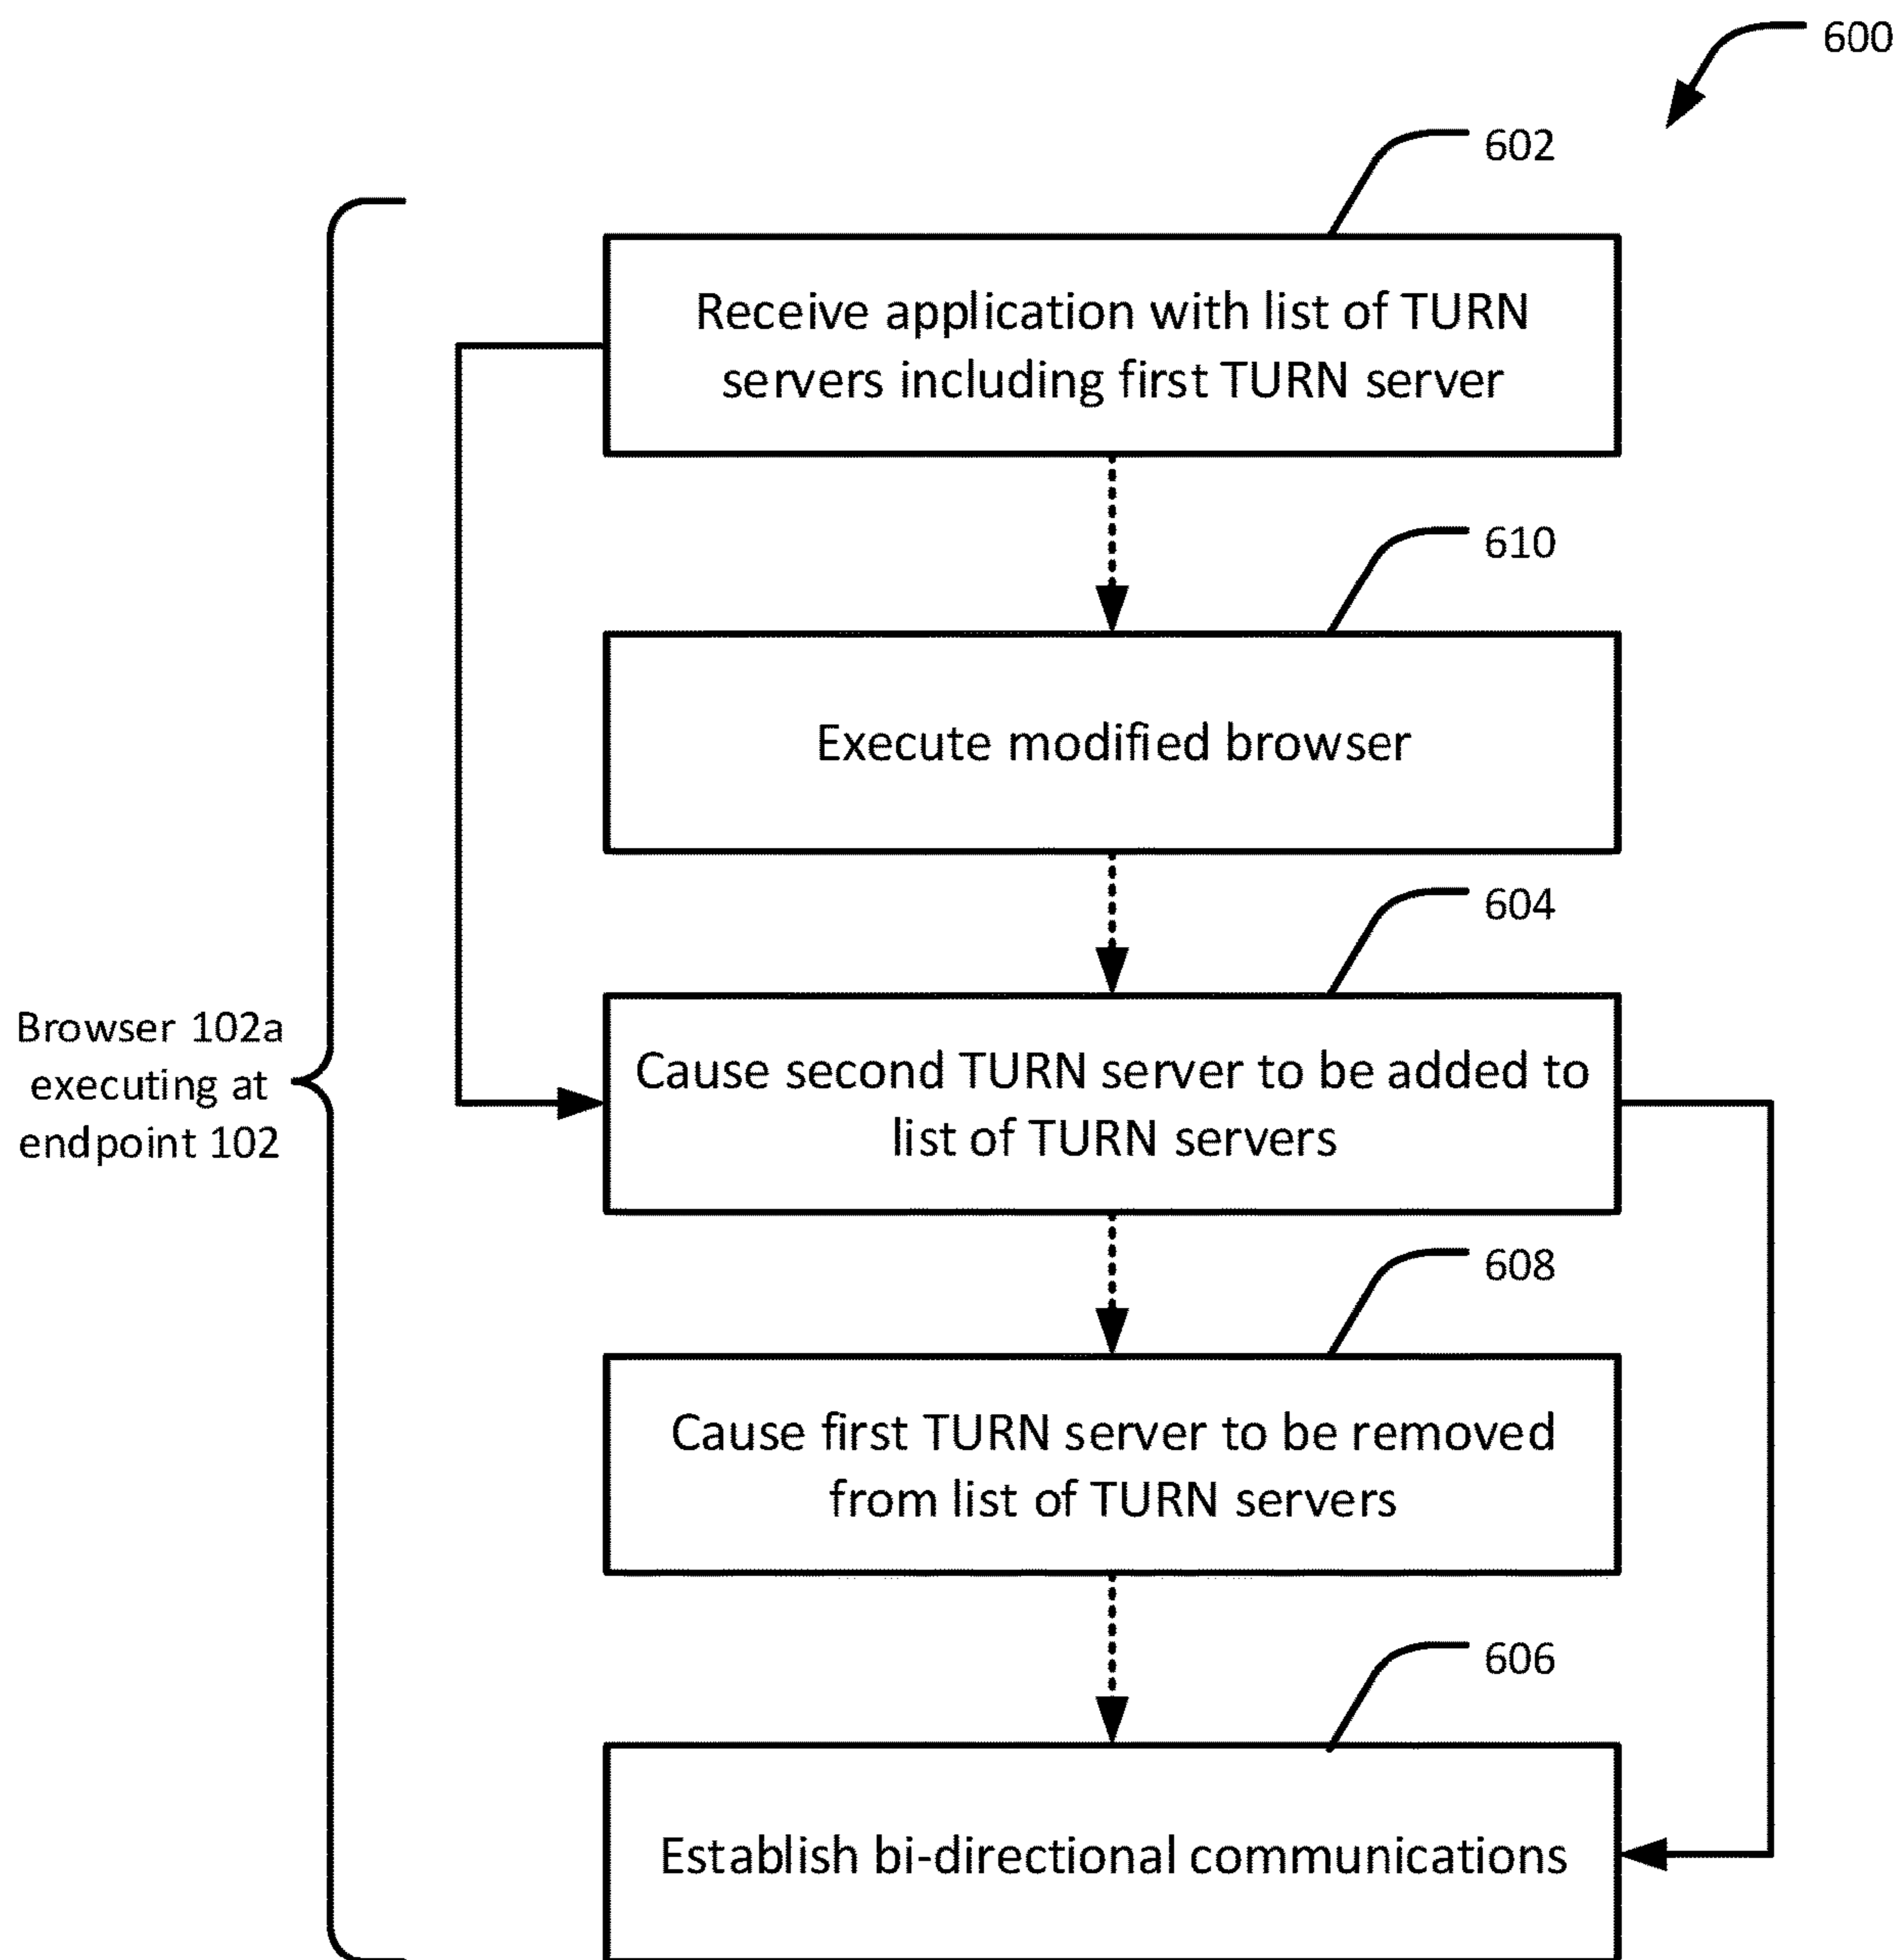 600
602
Receive application with list of TURN
servers including first TURN server
610
Execute modified browser
604
Browser 102a
executing at
endpoint 102
Cause second TURN server to be added to
list of TURN servers
608
Cause first TURN server to be removed
from list of TURN servers
606
Establish bi-directional communications